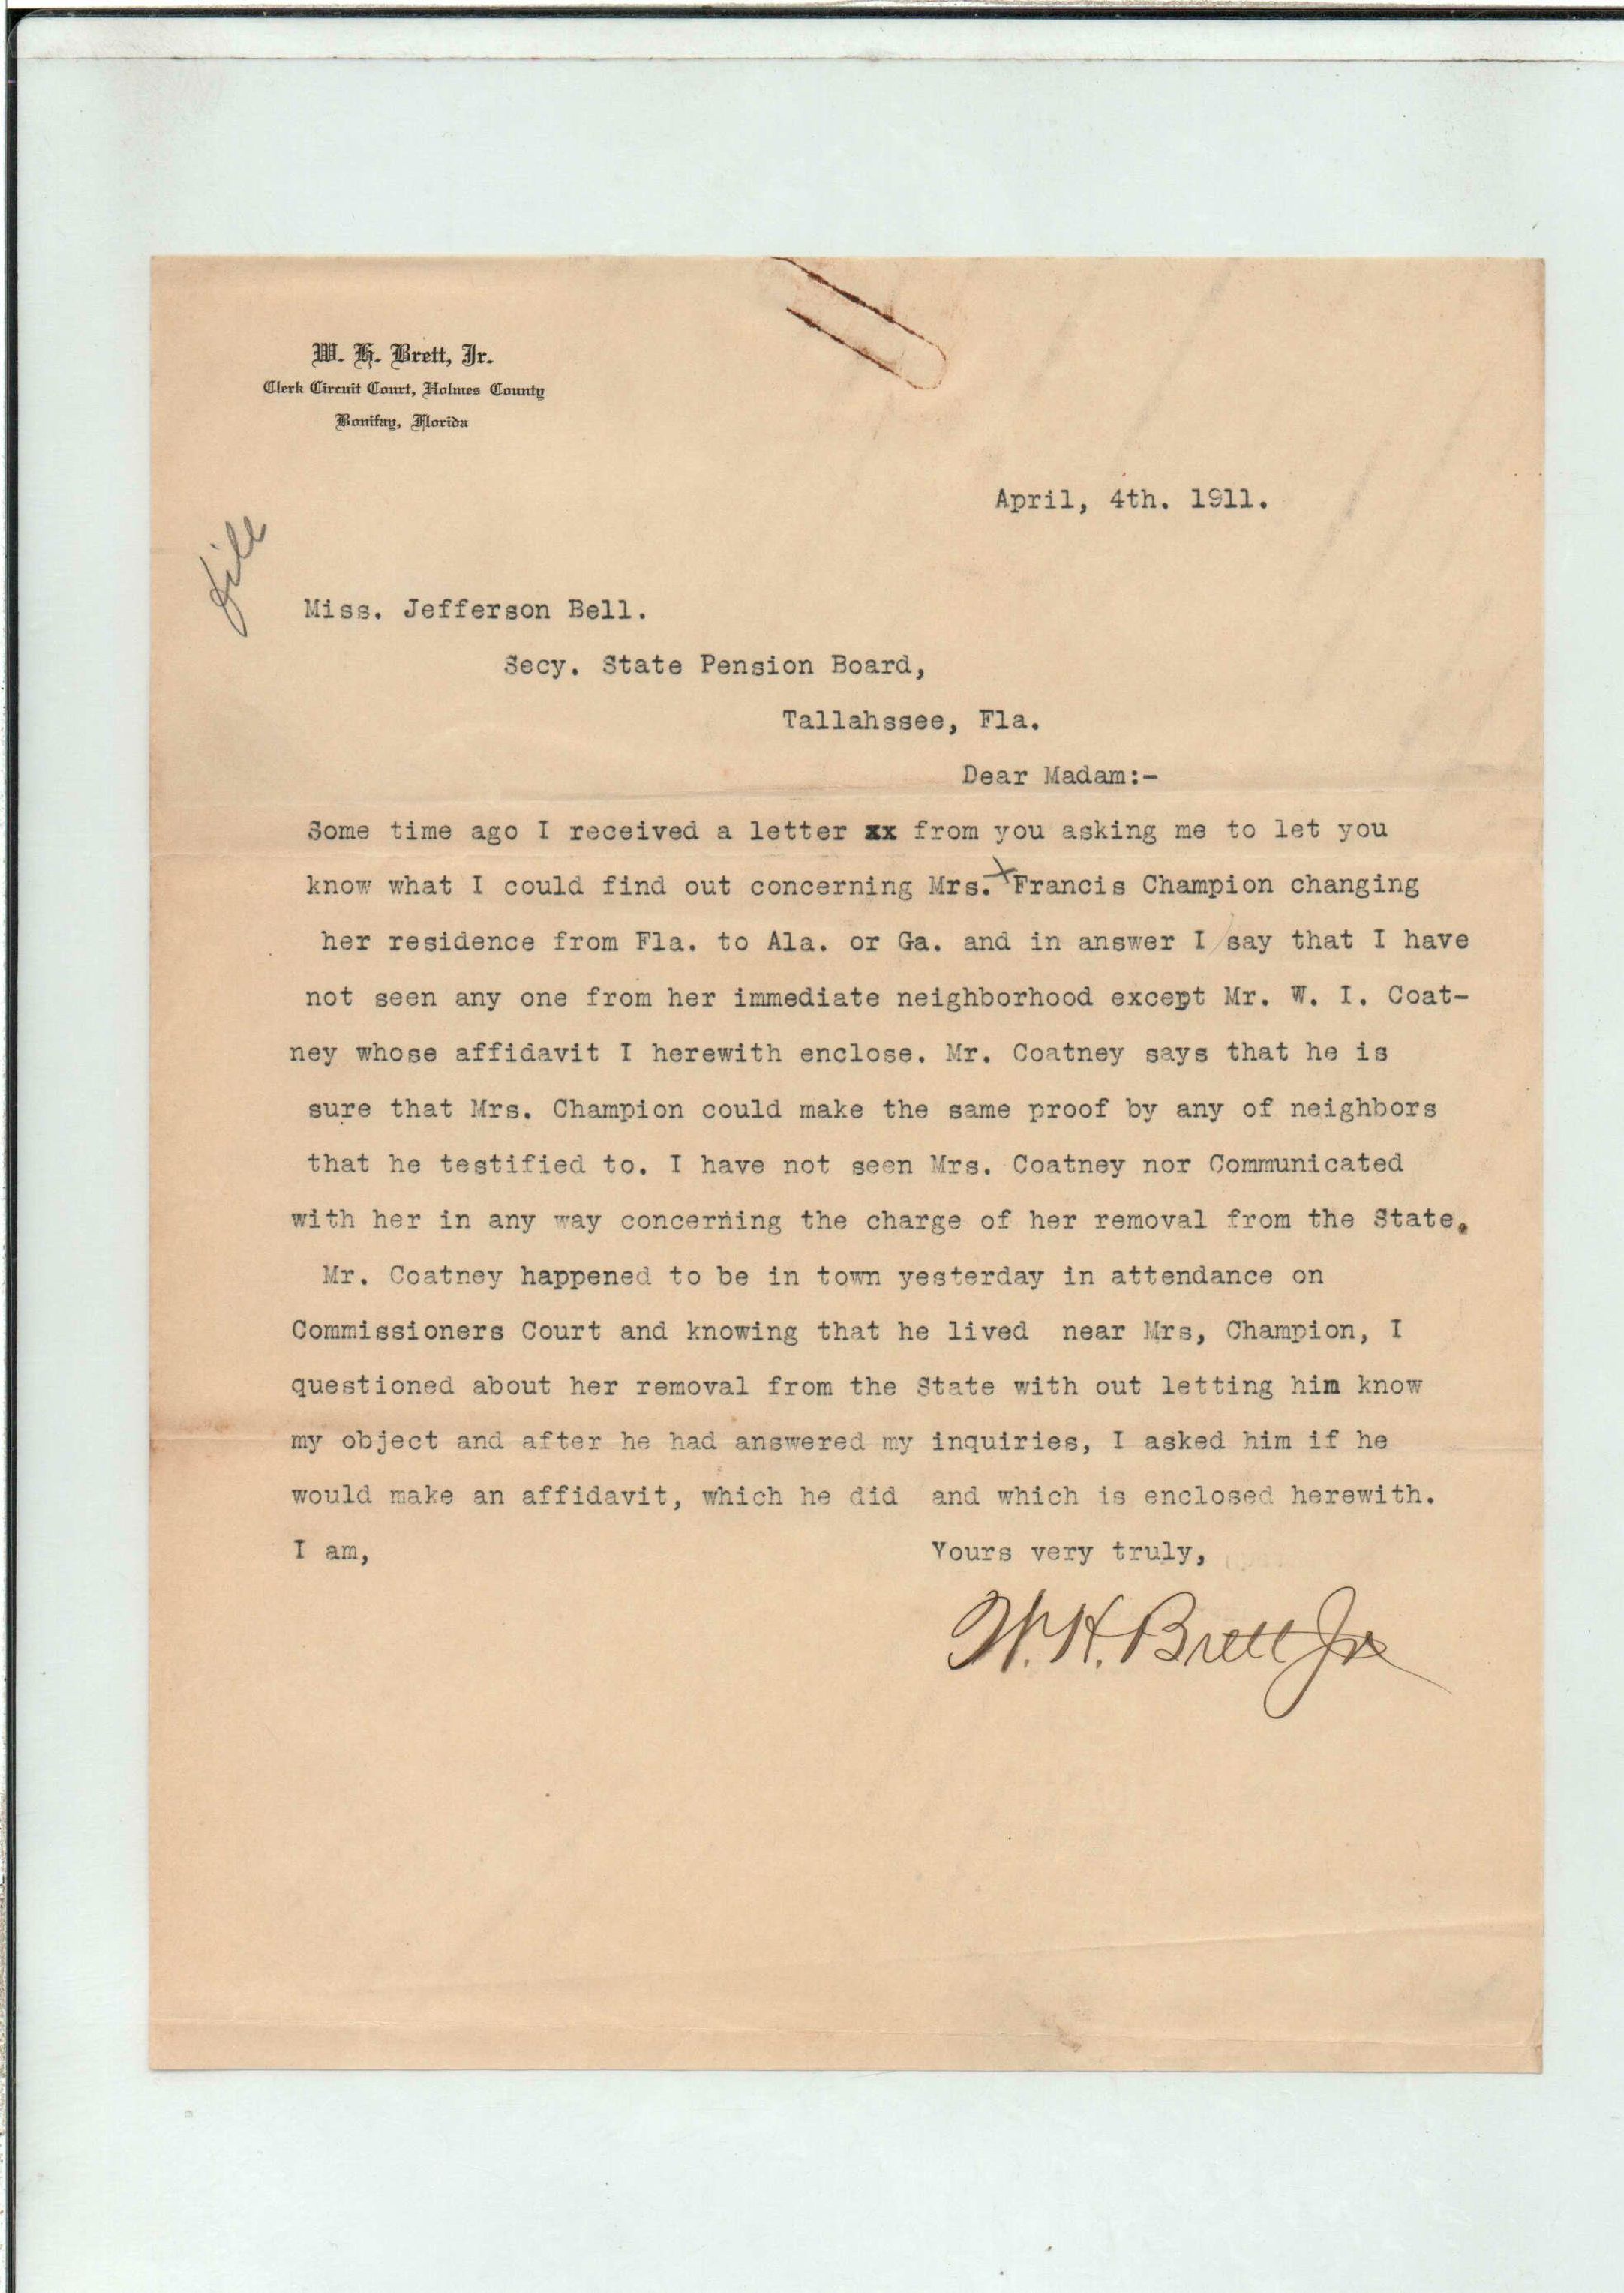 W. H. Brett, Jr.
Clerk Circuit Court, Holmes County
Bonifay, Florida
April, 4th. 1911.
file
Miss. Jefferson Bell.
Secy. State Pension Board,
Tallahssee, Fla.
Dear Madam:-
Some time ago I received a letter xx from you asking me to let you
know what I could find out concerning Mrs. x Francis Champion changing
her residence from Fla. to Ala. or Ga. and in answer I say that I have
not seen any one from her immediate neighborhood except Mr. W. I. Coat-
ney whose affidavit I herewith enclose. Mr. Coatney says that he is
sure that Mrs. Champion could make the same proof by any of neighbors
that he testified to. I have not seen Mrs. Coatney nor Communicated
with her in any way concerning the charge of her removal from the State.
Mr. Coatney happened to be in town yesterday in attendance on
Commissioners Court and knowing that he lived near Mrs, Champion, I
questioned about her removal from the State with out letting him know
my object and after he had answered my inquiries, I asked him if he
would make an affidavit, which he did and which is enclosed herewith.
I am, Yours very truly,
W. H. Brett Jr